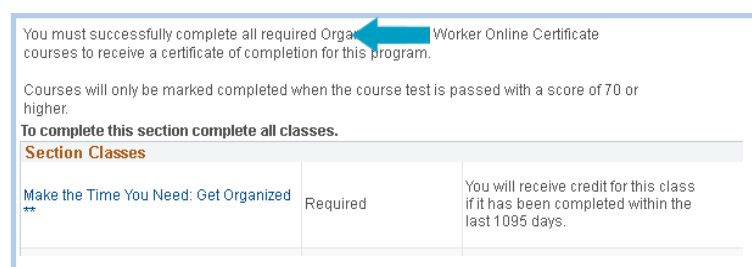 You must successfully complete all required Worker Online Certificate
courses to receive a certificate of completion for this program.
Courses will only be marked completed when the course test is passed with a score of 70 or
higher.
To complete this section complete all classes.
Section Classes
Make the Time You Need: Get Organized
**
Required
You will receive credit for this class
if it has been completed within the
last 1095 days.